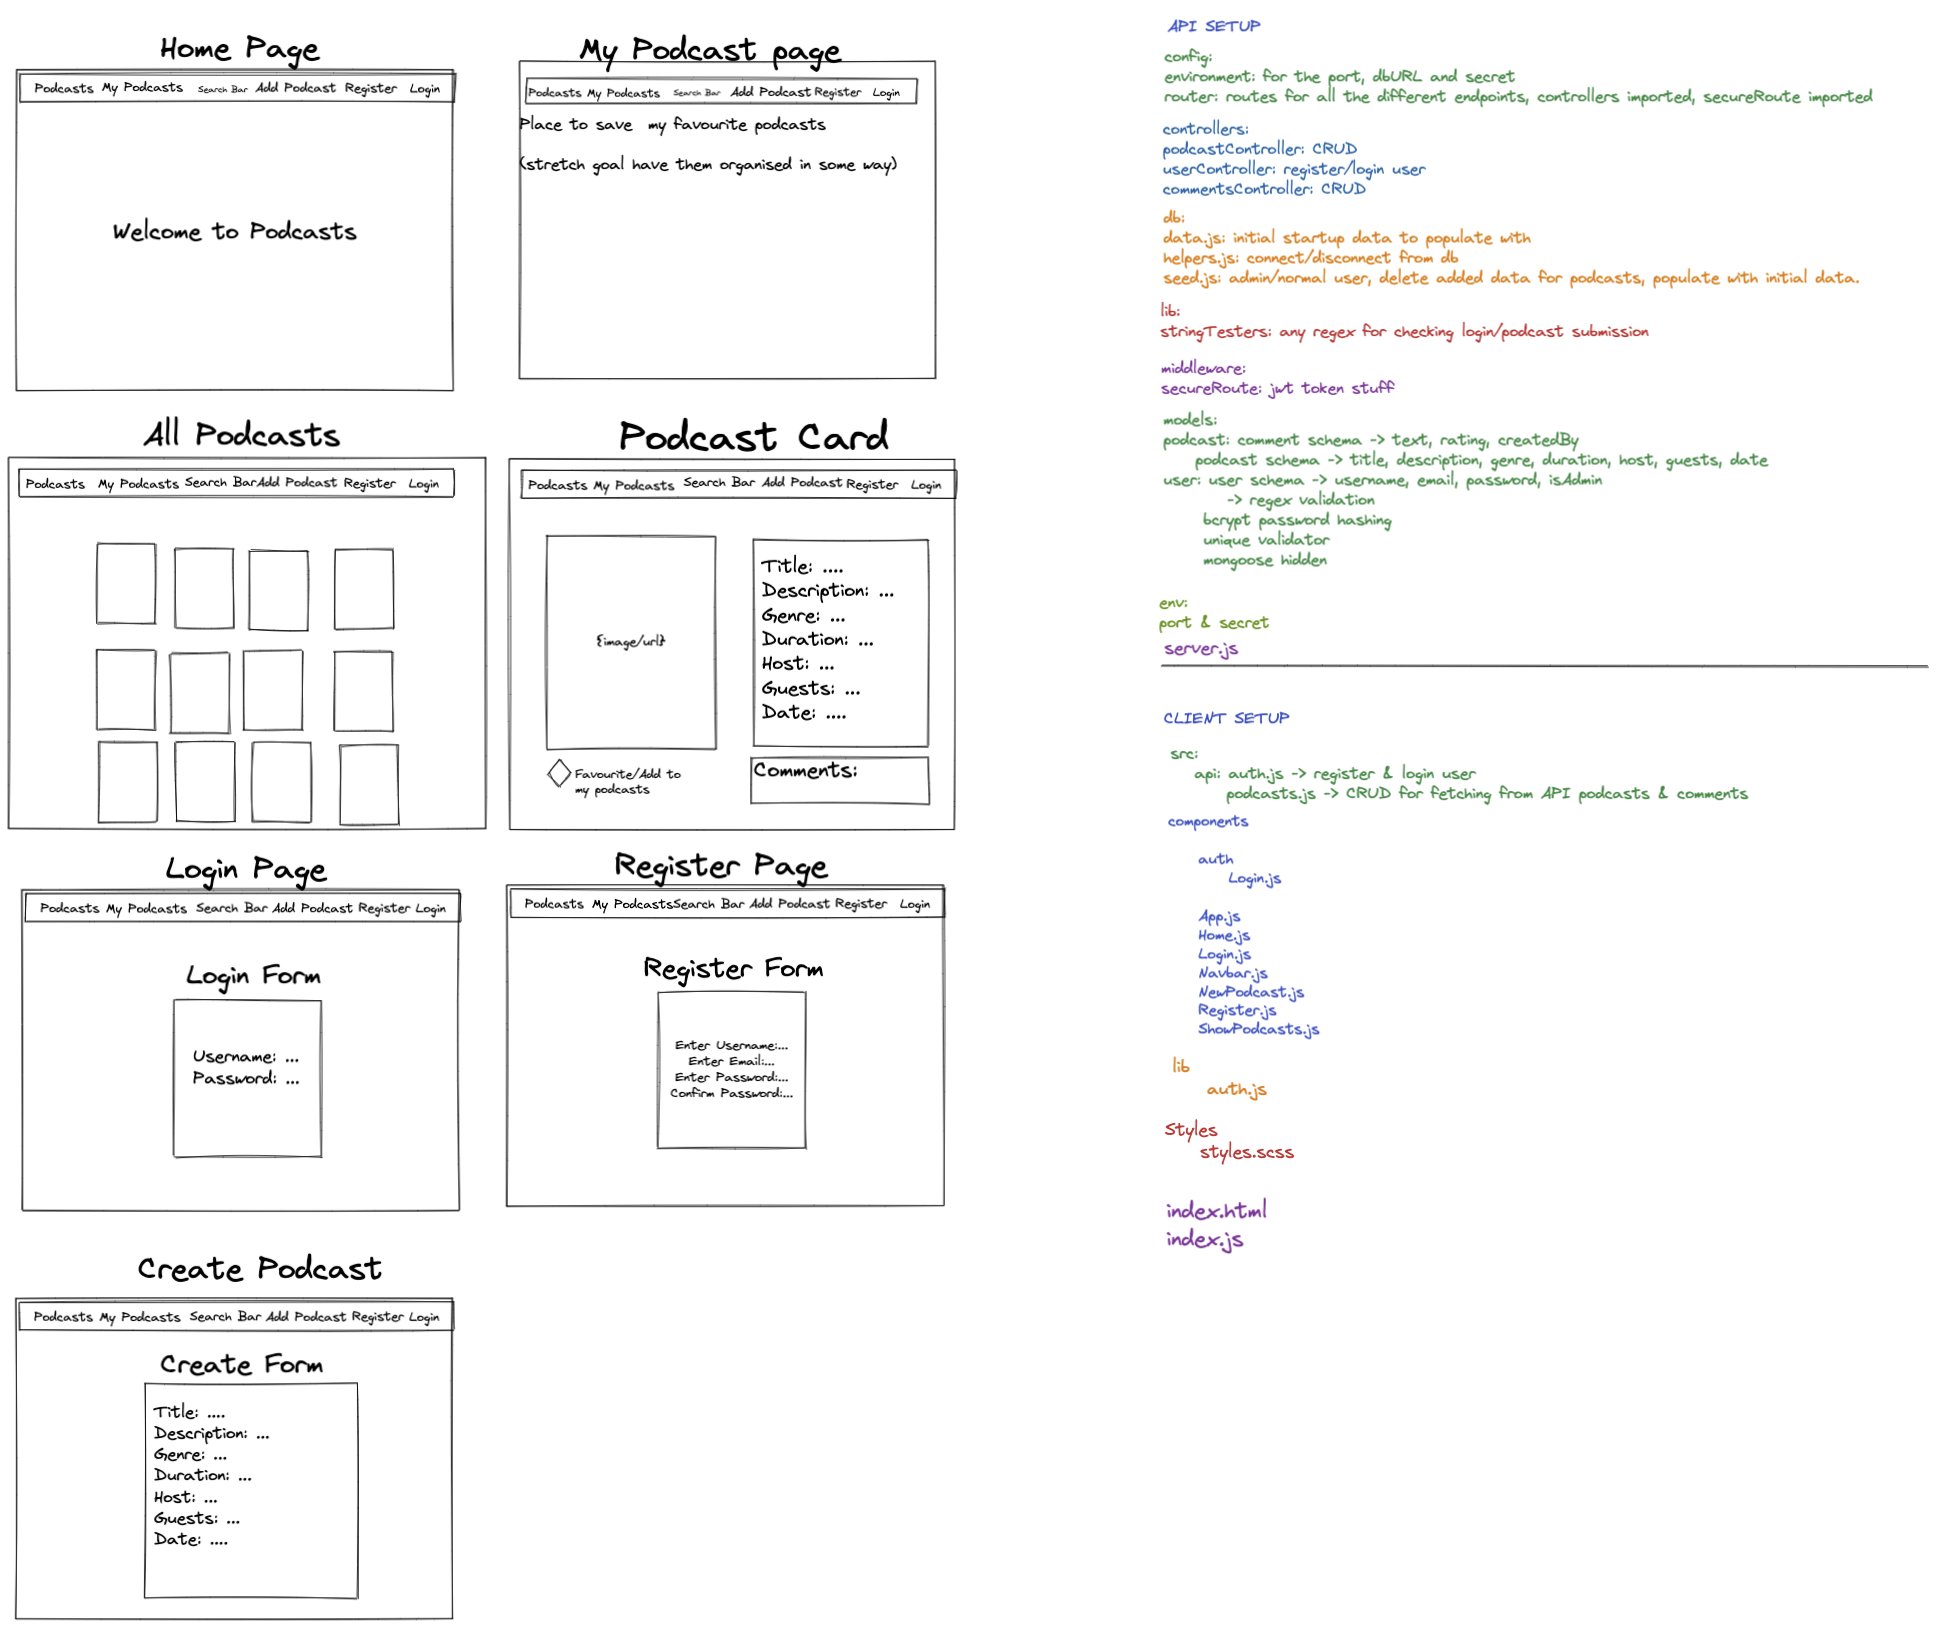 Home Page
Podcasts My Podcasts Search Bar Add Podcast Register Login
Welcome to Podcasts
My Podcast page
Podcasts My Podcasts Search Bar Add Podcast Register Login
Place to save my favourite podcasts
(stretch goal have them organised in some way)
All Podcasts
Podcasts My Podcasts Search Bar Add Podcast Register Login
Podcast Card
Podcasts My Podcasts Search Bar Add Podcast Register Login
{image/url}
Title: ....
Description: ...
Genre: ...
Duration: ...
Host: ...
Guests: ...
Date: ....
Favourite/Add to
my podcasts
Comments:
Login Page
Podcasts My Podcasts Search Bar Add Podcast Register Login
Login Form
Username: ...
Password: ...
Register Page
Podcasts My Podcasts Search Bar Add Podcast Register Login
Register Form
Enter Username:...
Enter Email:...
Enter Password:...
Confirm Password:...
Create Podcast
Podcasts My Podcasts Search Bar Add Podcast Register Login
Create Form
Title: ....
Description: ...
Genre: ...
Duration: ...
Host: ...
Guests: ...
Date: ....
API SETUP
config:
environment: for the port, dbURL and secret
router: routes for all the different endpoints, controllers imported, secureRoute imported
controllers:
podcastController: CRUD
userController: register/login user
commentsController: CRUD
db:
data.js: initial startup data to populate with
helpers.js: connect/disconnect from db
seed.js: admin/normal user, delete added data for podcasts, populate with initial data.
lib:
stringTesters: any regex for checking login/podcast submission
middleware:
secureRoute: jwt token stuff
models:
podcast: comment schema -> text, rating, createdBy
podcast schema -> title, description, genre, duration, host, guests, date
user: user schema -> username, email, password, isAdmin
-> regex validation
bcrypt password hashing
unique validator
mongoose hidden
env:
port & secret
server.js
CLIENT SETUP
src:
api: auth.js -> register & login user
podcasts.js -> CRUD for fetching from API podcasts & comments
components
auth
Login.js
App.js
Home.js
Login.js
Navbar.js
NewPodcast.js
Register.js
ShowPodcasts.js
lib
auth.js
Styles
styles.scss
index.html
index.js